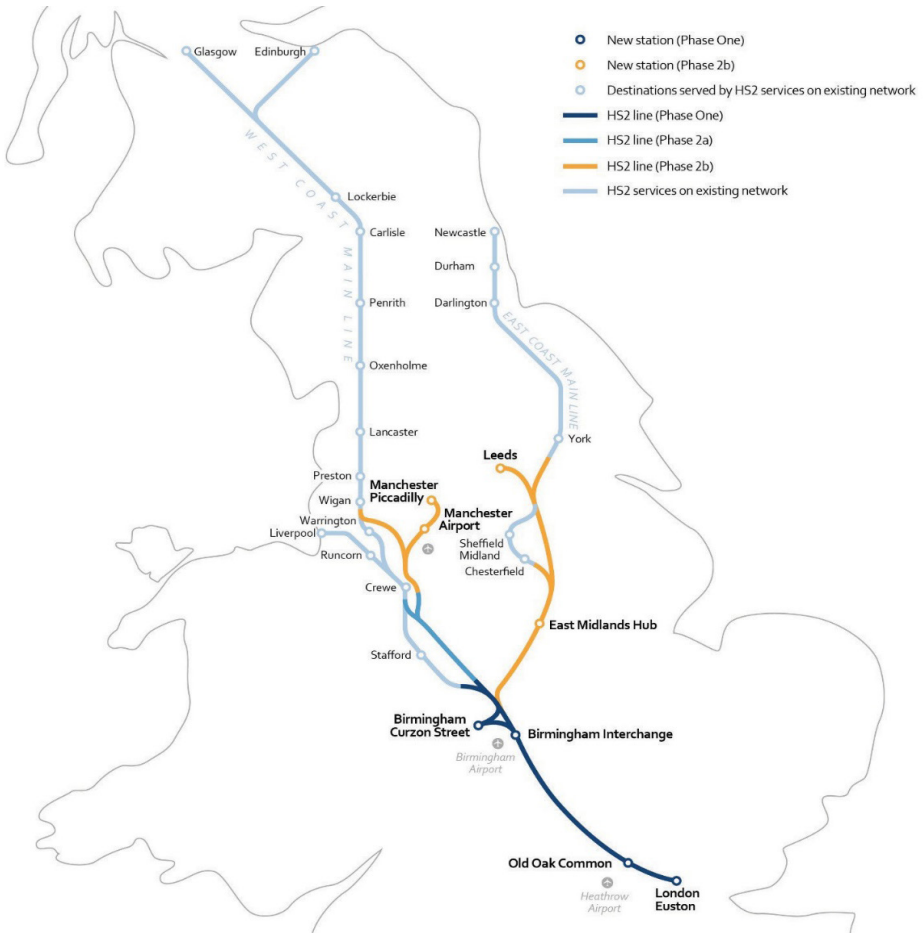 New station (Phase One)
New station (Phase 2b)
Destinations served by HS2 services on existing network
HS2 line (Phase One)
HS2 line (Phase 2a)
HS2 line (Phase 2b)
HS2 services on existing network
Glasgow
Edinburgh
WEST COAST MAIN LINE
Lockerbie
Carlisle
Newcastle
Durham
Penrith
Darlington
EAST COAST MAIN LINE
Oxenholme
Lancaster
York
Leeds
Preston
Manchester
Piccadilly
Wigan
Manchester
Airport
Warrington
Liverpool
Sheffield
Midland
Runcorn
Chesterfield
Crewe
East Midlands Hub
Stafford
Birmingham
Curzon Street
Birmingham Interchange
Birmingham
Airport
Old Oak Common
Heathrow
Airport
London
Euston